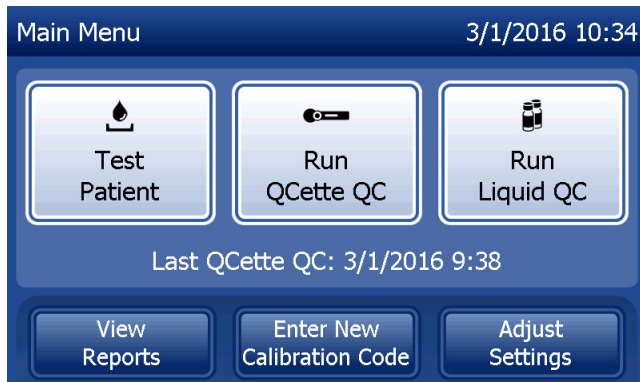 Main Menu 3/1/2016 10:34
Test Patient
Run QCette QC
Run Liquid QC
Last QCette QC: 3/1/2016 9:38
View Reports
Enter New Calibration Code
Adjust Settings